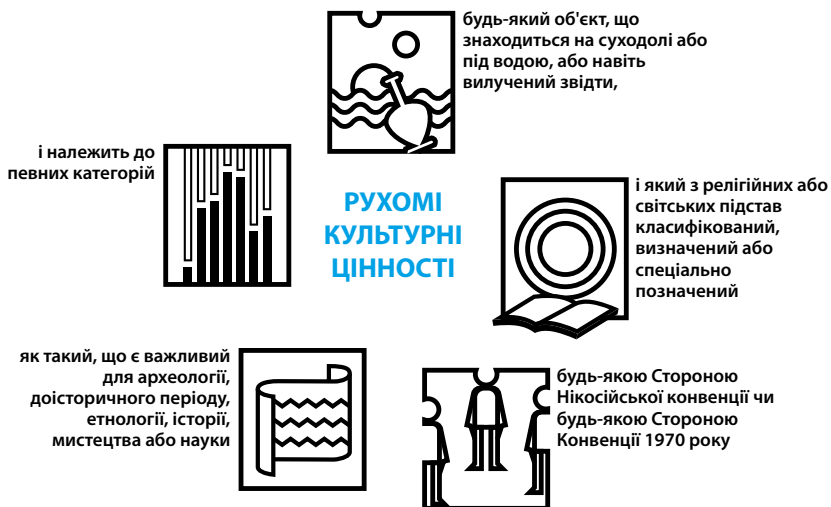 будь-який об'єкт, що
знаходиться на суходолі або
під водою, або навіть
вилучений звідти,
і який з релігійних або
світських підстав
класифікований,
визначений або
спеціально
позначений
будь-якою Стороною
Нікосійської конвенції чи
будь-якою Стороною
Конвенції 1970 року
як такий, що є важливий
для археології,
доісторичного періоду,
етнології, історії,
мистецтва або науки
і належить до
певних категорій
РУХОМІ
КУЛЬТУРНІ
ЦІННОСТІ